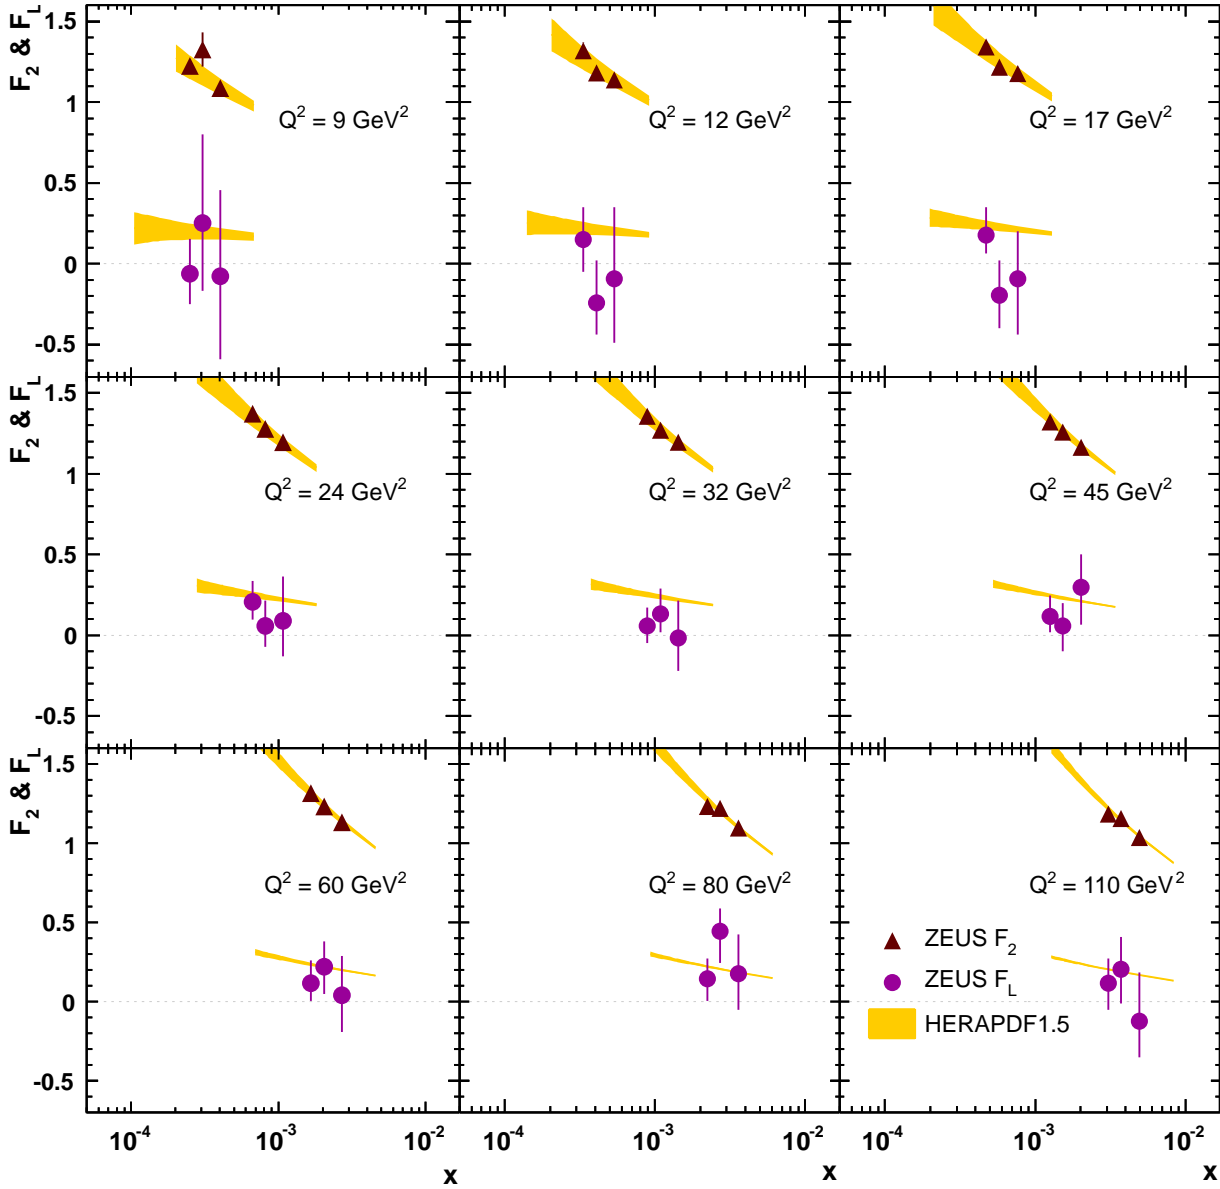 F2 & FL
1.5
1
0.5
0
-0.5
Q2 = 9 GeV2
Q2 = 12 GeV2
Q2 = 17 GeV2
F2 & FL
1.5
1
0.5
0
-0.5
Q2 = 24 GeV2
Q2 = 32 GeV2
Q2 = 45 GeV2
F2 & FL
1.5
1
0.5
0
-0.5
Q2 = 60 GeV2
Q2 = 80 GeV2
Q2 = 110 GeV2
ZEUS F2
ZEUS FL
HERAPDF1.5
10-4 10-3 10-2
x
10-4 10-3 10-2
x
10-4 10-3 10-2
x